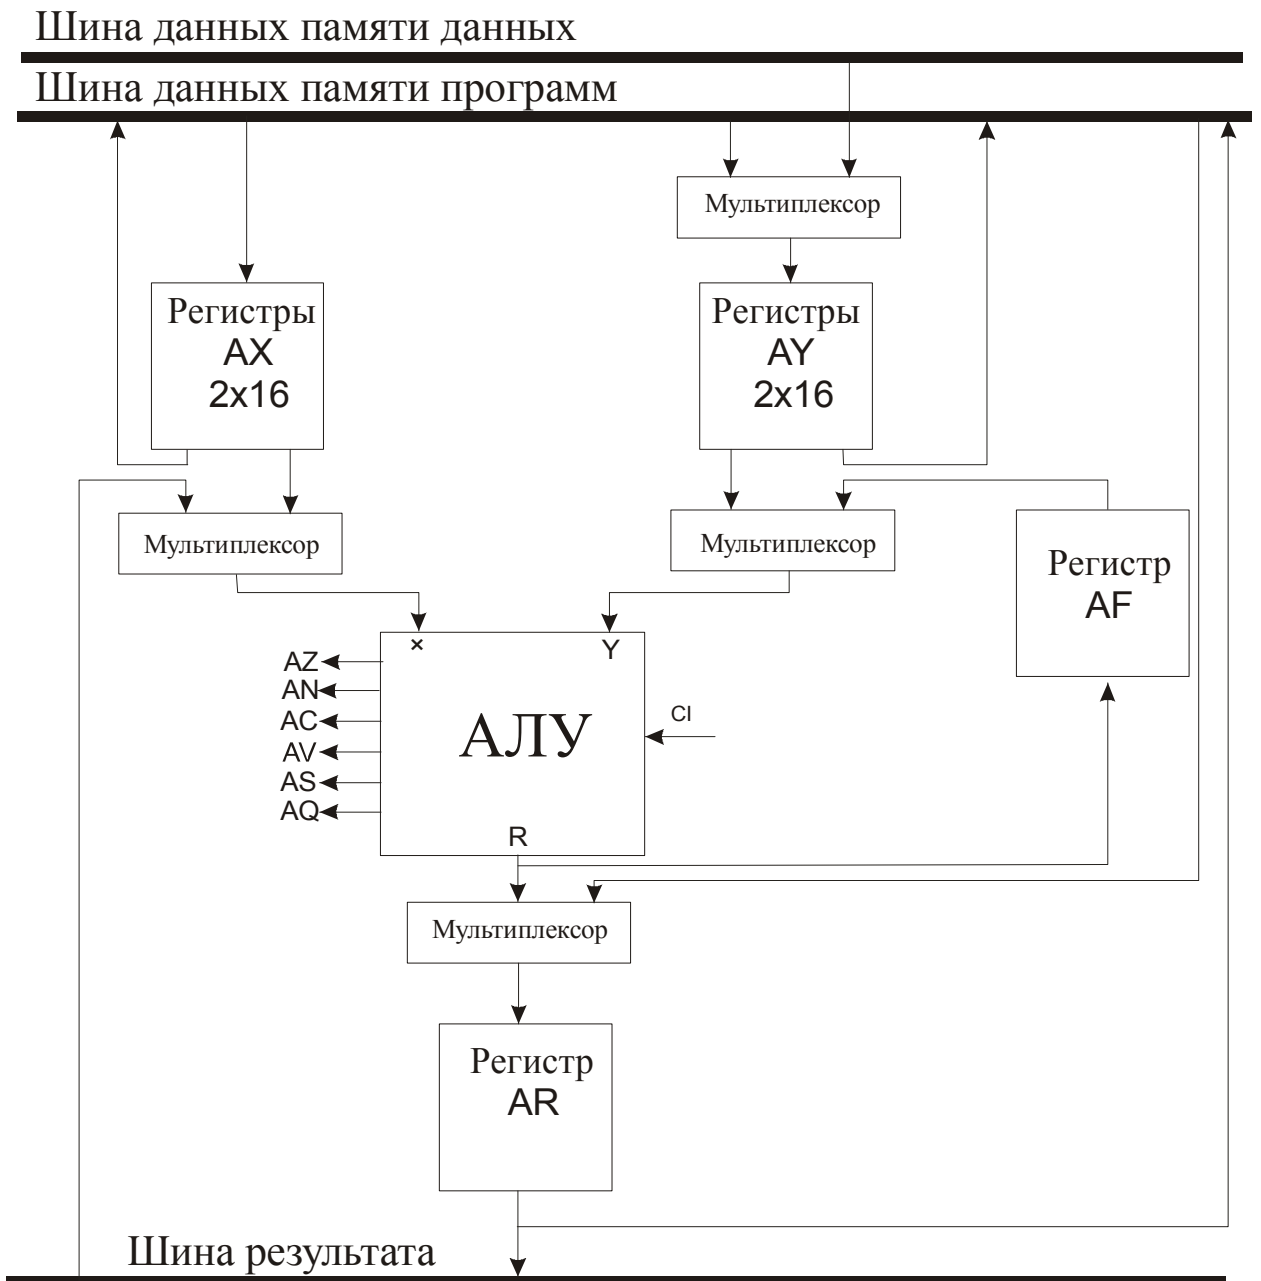 Шина данных памяти данных
Шина данных памяти программ
Мультиплексор
Регистры
AX
2x16
Регистры
AY
2x16
Мультиплексор
Мультиплексор
Регистр
AF
×
Y
AZ
AN
AC
AV
AS
AQ
АЛУ
CI
R
Мультиплексор
Регистр
AR
Шина результата